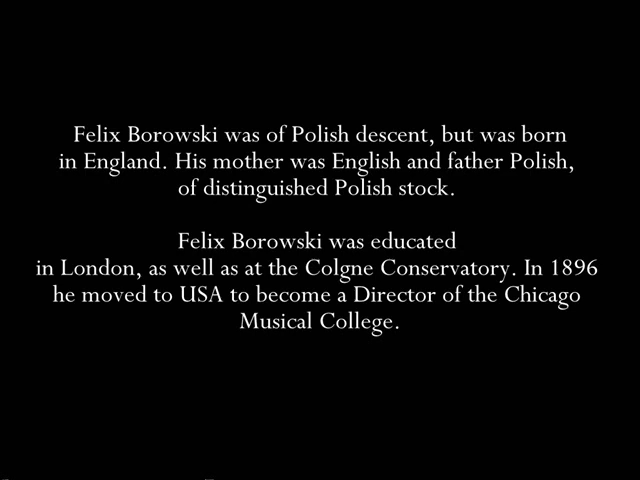 Felix Borowski was of Polish descent, but was born
in England. His mother was English and father Polish,
of distinguished Polish stock.
Felix Borowski was educated
in London, as well as at the Colgne Conservatory. In 1896
he moved to USA to become a Director of the Chicago
Musical College.